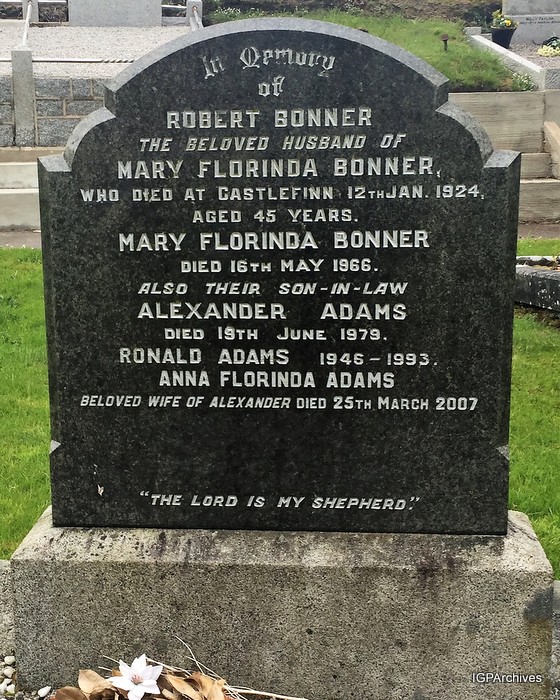 In Memory
of
ROBERT BONNER
THE BELOVED HUSBAND OF
MARY FLORINDA BONNER,
WHO DIED AT CASTLEFINN 12TH JAN. 1924,
AGED 45 YEARS.
MARY FLORINDA BONNER
DIED 16TH MAY 1966.
ALSO THEIR SON-IN-LAW
ALEXANDER ADAMS
DIED 19TH JUNE 1979.
RONALD ADAMS 1946-1993.
ANNA FLORINDA ADAMS
BELOVED WIFE OF ALEXANDER DIED 25TH MARCH 2007
"THE LORD IS MY SHEPHERD."
IGPArchives